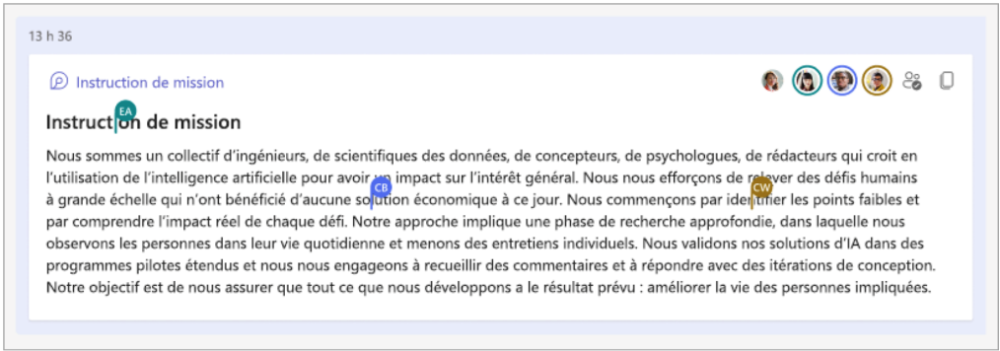 13 h 36
Instruction de mission
EA
Instruction de mission
Nous sommes un collectif d'ingénieurs, de scientifiques des données, de concepteurs, de psychologues, de rédacteurs qui croit en
l'utilisation de l'intelligence artificielle pour avoir un impact sur l'intérêt général. Nous nous efforçons de relever des défis humains
CB
CW
à grande échelle qui n'ont bénéficié d'aucune solution économique à ce jour. Nous commençons par identifier les points faibles et
par comprendre l'impact réel de chaque défi. Notre approche implique une phase de recherche approfondie, dans laquelle nous
observons les personnes dans leur vie quotidienne et menons des entretiens individuels. Nous validons nos solutions d'IA dans des
programmes pilotes étendus et nous nous engageons à recueillir des commentaires et à répondre avec des itérations de conception.
Notre objectif est de nous assurer que tout ce que nous développons a le résultat prévu : améliorer la vie des personnes impliquées.